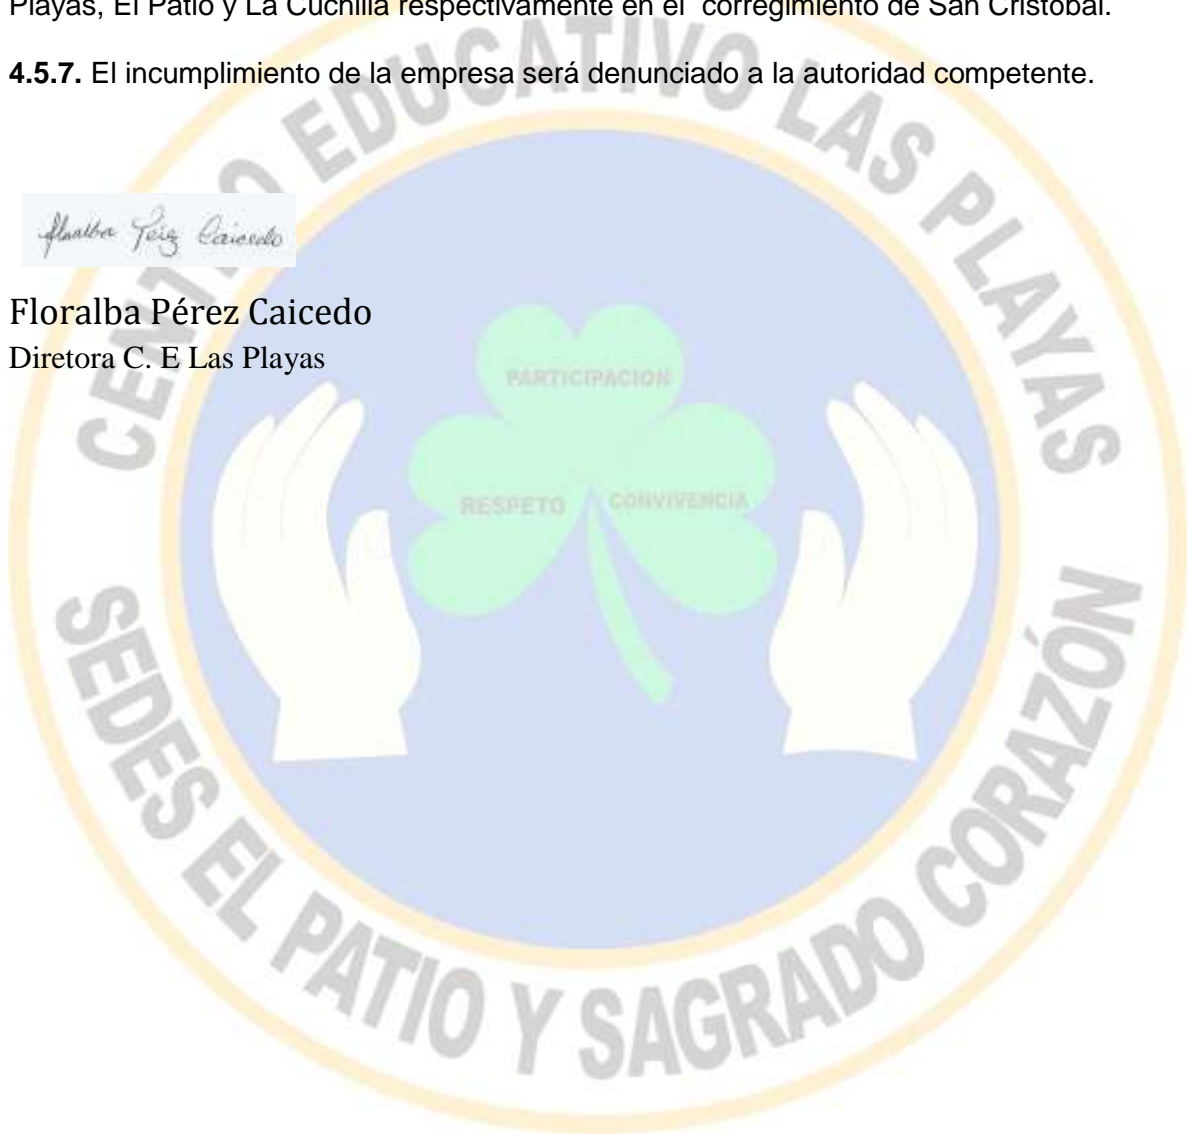 Playas, El Patio y La Cuchilla respectivamente en el corregimiento de San Cristóbal.
4.5.7. El incumplimiento de la empresa será denunciado a la autoridad competente.
Floralba Pérez Caicedo
Floralba Pérez Caicedo
Diretora C. E Las Playas
CENTRO EDUCATIVO LAS PLAYAS
PARTICIPACION
RESPETO CONVIVENCIA
SEDES EL PATIO Y SAGRADO CORAZÓN